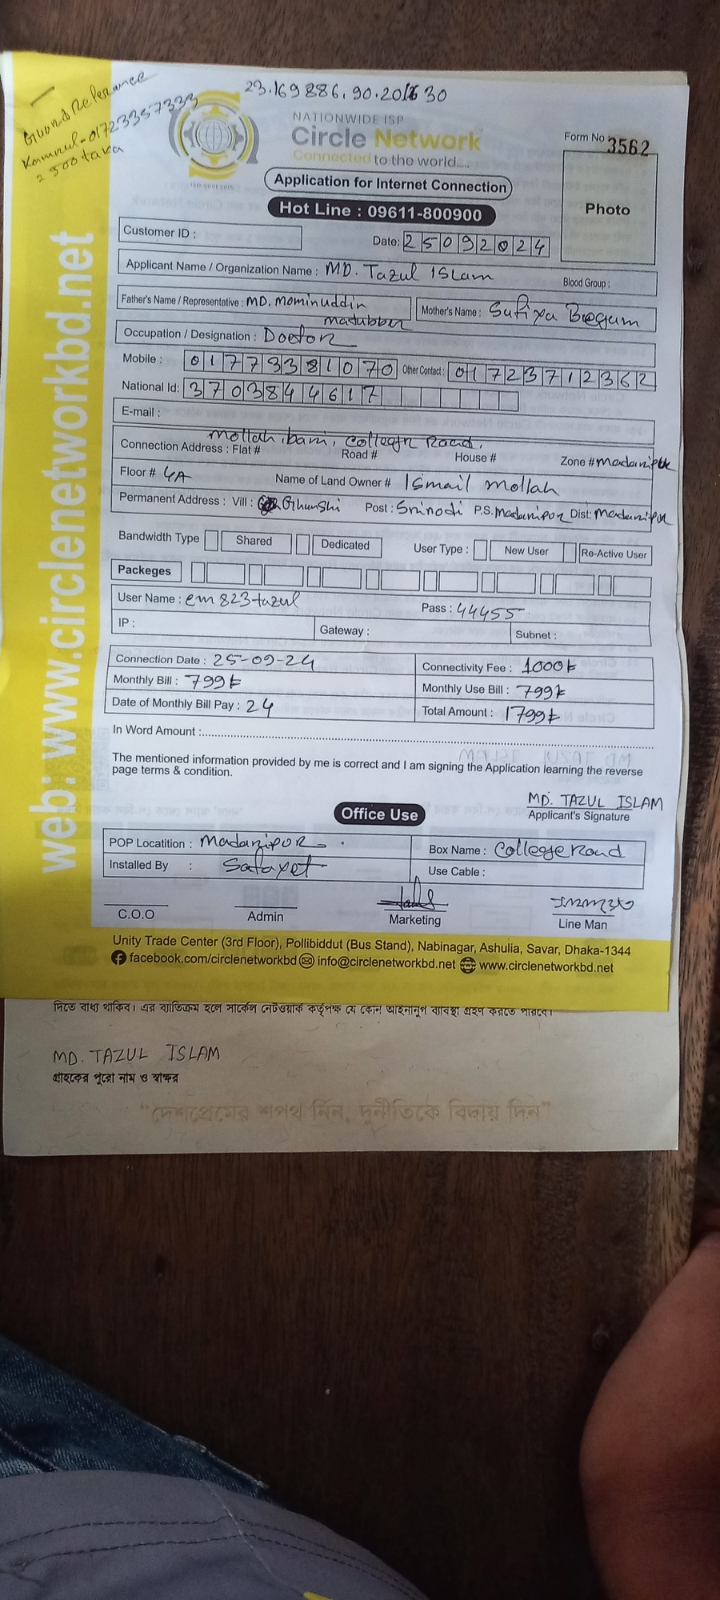 23.169886.90.2016 30
Guard Reference
Kamrul-01723357333
2500 taka
NATIONWIDE ISP
Circle Network
Connected to the world....
Form No 3562
Application for Internet Connection
Photo
Hot Line : 09611-800900
Customer ID :
Date: 25092024
Applicant Name / Organization Name : MD. Tazul ISLam Blood Group :
Father's Name / Representative : MD. Mominuddin matubber Mother's Name : Sufiya Begum
Occupation / Designation : Doctor
Mobile : 01773381070 Other Contact : 01723712362
National Id: 3703844617
E-mail :
Mollah bari, College Road,
Connection Address : Flat # Road # House # Zone # madaripur
Floor # 4A Name of Land Owner # Ismail mollah
Permanent Address : Vill : Ghunshi Post : Srinodi P.S. madaripor Dist: madaripur
Bandwidth Type Shared Dedicated User Type : New User Re-Active User
Packeges
User Name : em823tazul Pass : 44455
IP : Gateway : Subnet :
Connection Date : 25-09-24 Connectivity Fee : 1000৳
Monthly Bill : 799৳ Monthly Use Bill : 799৳
Date of Monthly Bill Pay : 24 Total Amount : 1799৳
In Word Amount :
The mentioned information provided by me is correct and I am signing the Application learning the reverse
page terms & condition.
MD. TAZUL ISLAM
Applicant's Signature
Office Use
POP Locatition : Madaripor Box Name : College Road
Installed By : Safayet Use Cable :
C.O.O Admin Marketing Line Man
Unity Trade Center (3rd Floor), Pollibiddut (Bus Stand), Nabinagar, Ashulia, Savar, Dhaka-1344
facebook.com/circlenetworkbd info@circlenetworkbd.net www.circlenetworkbd.net
web: www.circlenetworkbd.net
দিতে বাধ্য থাকিব। এর ব্যতিক্রম হলে সার্কেল নেটওয়ার্ক কর্তৃপক্ষ যে কোন আইনানুগ ব্যবস্থা গ্রহণ করতে পারবে।
MD. TAZUL ISLAM
গ্রাহকের পুরো নাম ও স্বাক্ষর
"দেশপ্রেমের শপথ নিন, দুর্নীতিকে বিদায় দিন"